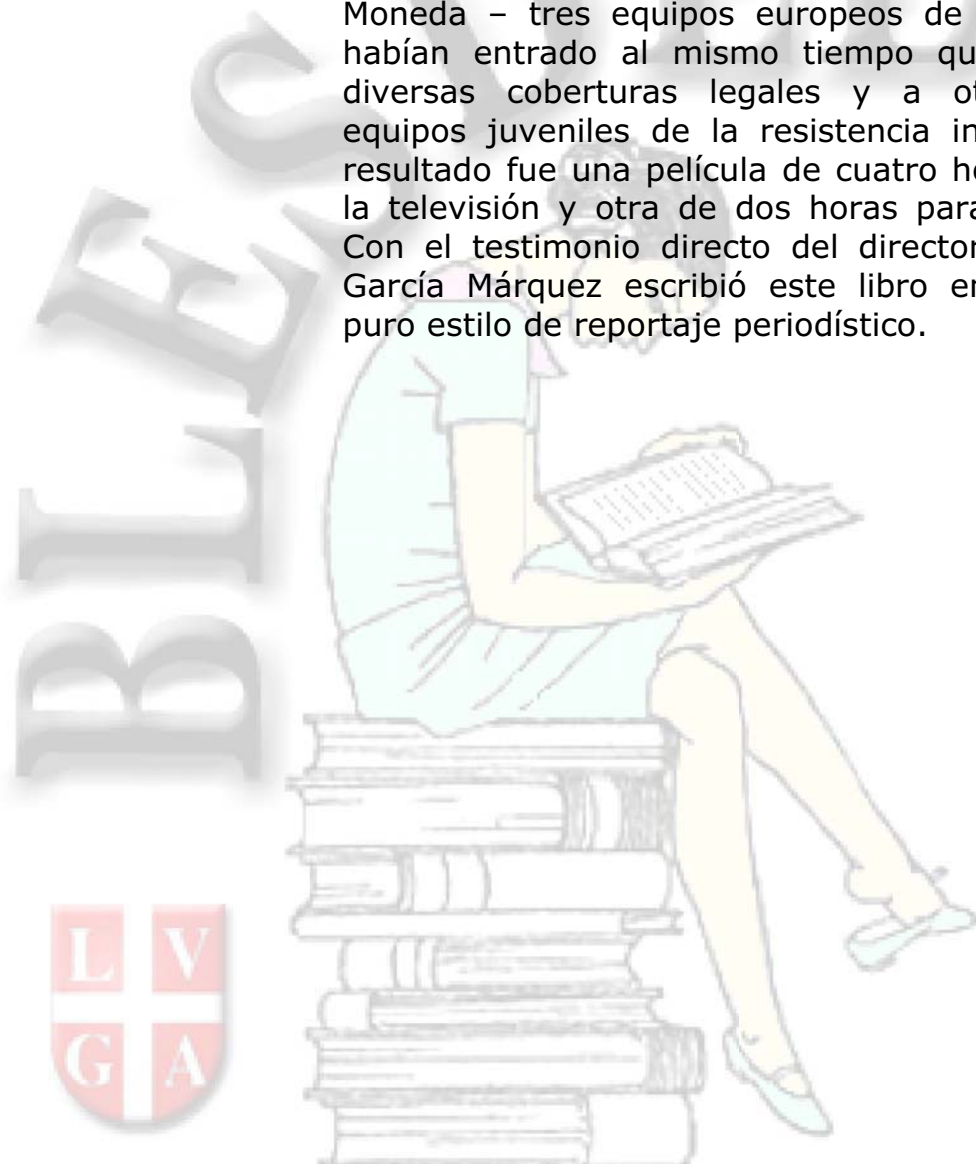 Moneda – tres equipos europeos de
habían entrado al mismo tiempo qu
diversas coberturas legales y a ot
equipos juveniles de la resistencia in
resultado fue una película de cuatro h
la televisión y otra de dos horas para
Con el testimonio directo del director
García Márquez escribió este libro e
puro estilo de reportaje periodístico.
BLES
L V
G A